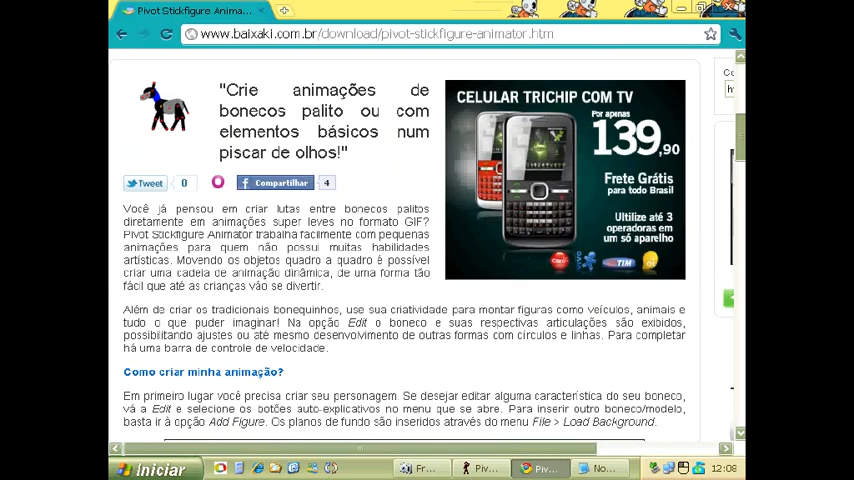 Pivot Stickfigure Anima...
www.baixaki.com.br/download/pivot-stickfigure-animator.htm
"Crie animações de
bonecos palito ou com
elementos básicos num
piscar de olhos!"
CELULAR TRICHIP COM TV
Por apenas
139,90
Frete Grátis
para todo Brasil
Ultilize até 3
operadoras em
um só aparelho
Claro
vivo
TIM
Oi
Tweet 0
Compartilhar 4
Você já pensou em criar lutas entre bonecos palitos
diretamente em animações super leves no formato GIF?
Pivot Stickfigure Animator trabalha facilmente com pequenas
animações para quem não possui muitas habilidades
artísticas. Movendo os objetos quadro a quadro é possível
criar uma cadeia de animação dinâmica, de uma forma tão
fácil que até as crianças vão se divertir.
Além de criar os tradicionais bonequinhos, use sua criatividade para montar figuras como veículos, animais e
tudo o que puder imaginar! Na opção Edit o boneco e suas respectivas articulações são exibidos,
possibilitando ajustes ou até mesmo desenvolvimento de outras formas com círculos e linhas. Para completar
há uma barra de controle de velocidade.
Como criar minha animação?
Em primeiro lugar você precisa criar seu personagem. Se desejar editar alguma característica do seu boneco,
vá a Edit e selecione os botões auto-explicativos no menu que se abre. Para inserir outro boneco/modelo,
basta ir à opção Add Figure. Os planos de fundo são inseridos através do menu File > Load Background.
Iniciar
Fr...
Piv...
Piv...
No...
12:08